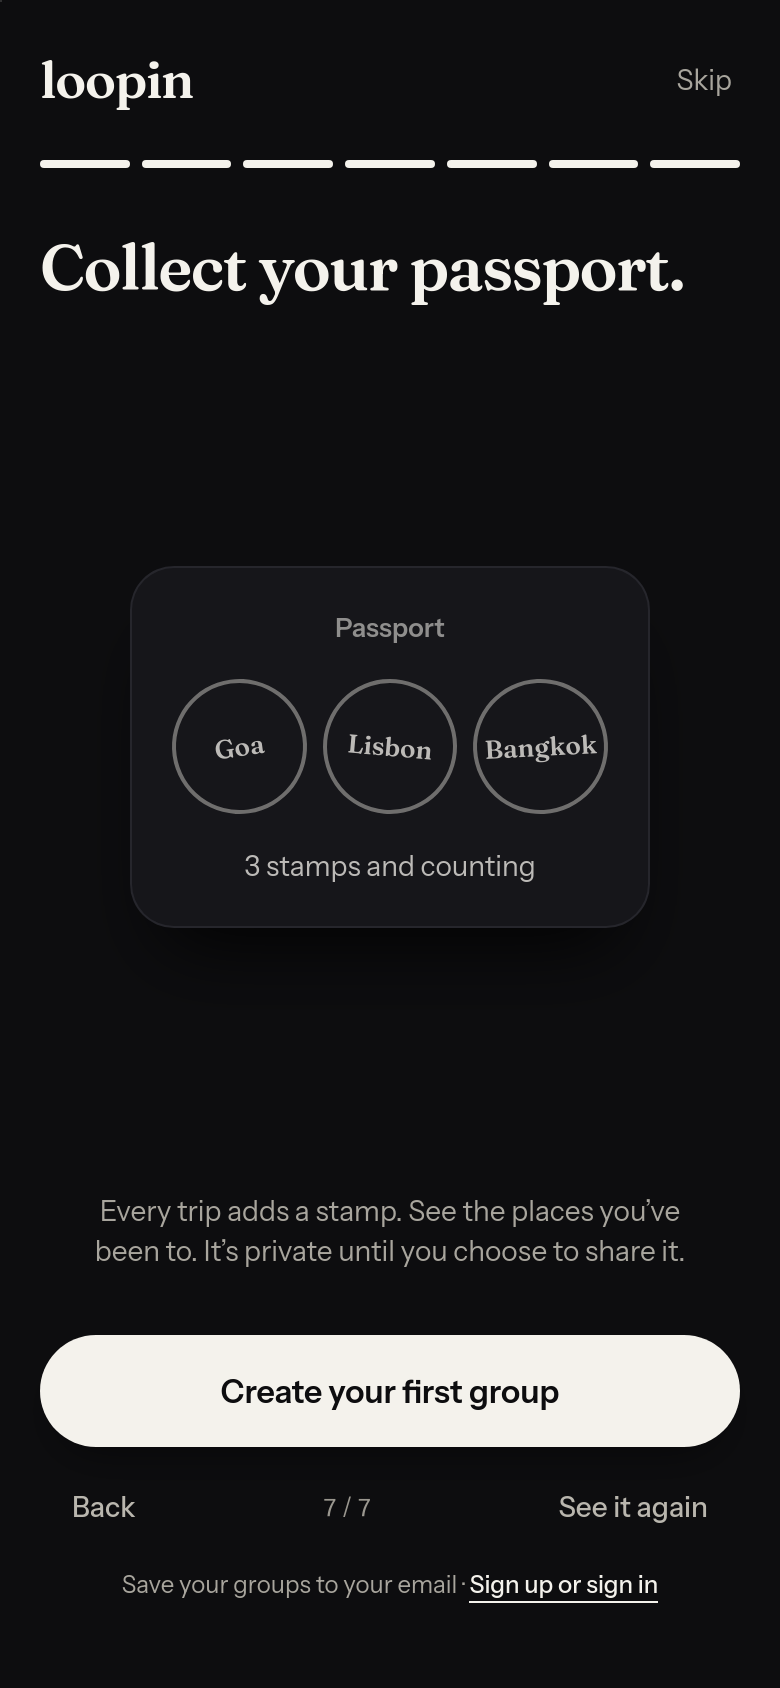 loopin
Skip
Collect your passport.
Passport
Goa
Lisbon
Bangkok
3 stamps and counting
Every trip adds a stamp. See the places you’ve
been to. It’s private until you choose to share it.
Create your first group
Back
7 / 7
See it again
Save your groups to your email · Sign up or sign in